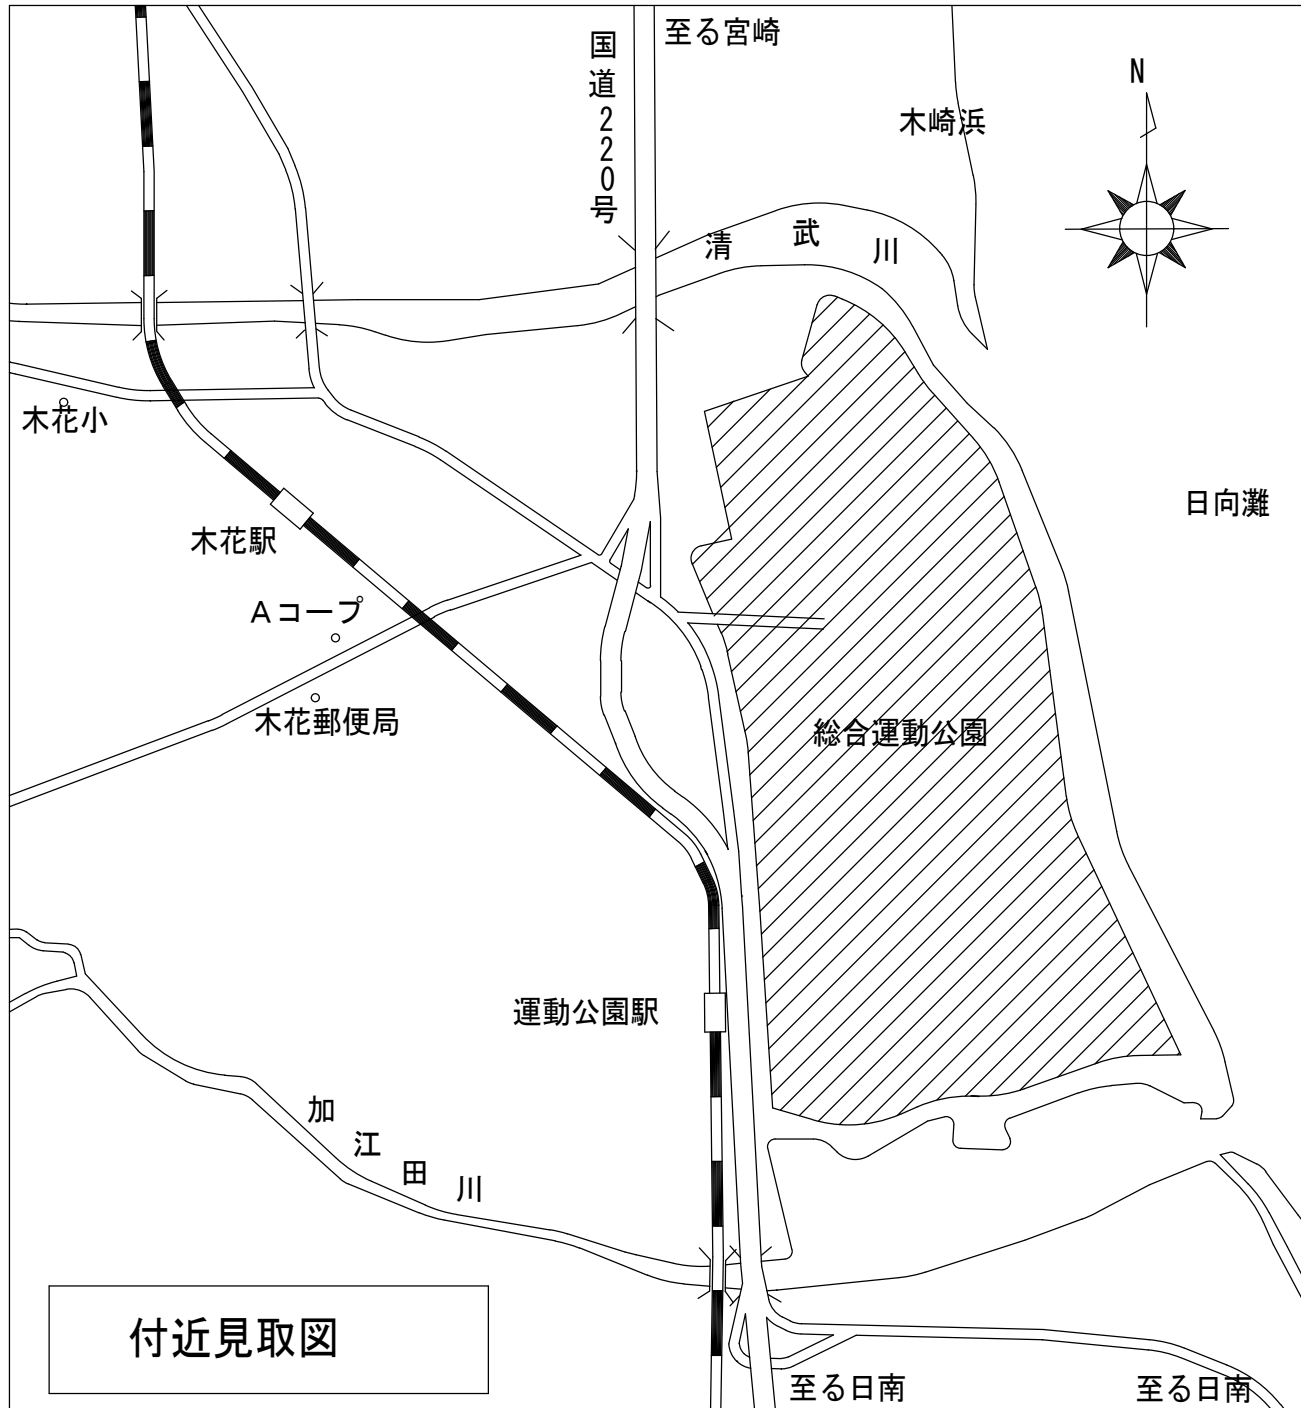 至る宮崎
国道220号
N
木崎浜
清武川
木花小
日向灘
木花駅
Aコープ
木花郵便局
総合運動公園
運動公園駅
加江田川
付近見取図
至る日南
至る日南